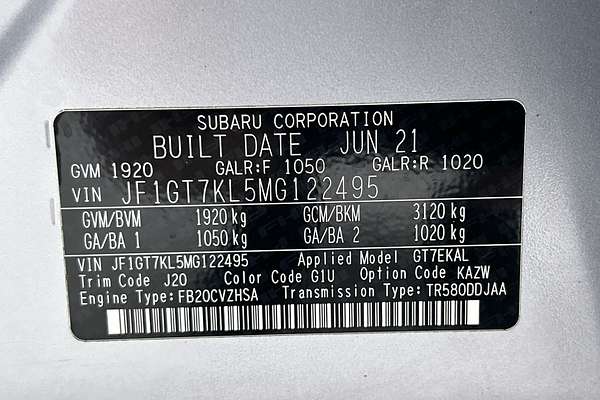 SUBARU CORPORATION
BUILT DATE JUN 21
GVM 1920 GALR:F 1050 GALR:R 1020
VIN JF1GT7KL5MG122495
GVM/BVM 1920 kg GCM/BKM 3120 kg
GA/BA 1 1050 kg GA/BA 2 1020 kg
VIN JF1GT7KL5MG122495 Applied Model GT7EKAL
Trim Code J20 Color Code G1U Option Code KAZW
Engine Type:FB20CVZHSA Transmission Type:TR580DDJAA